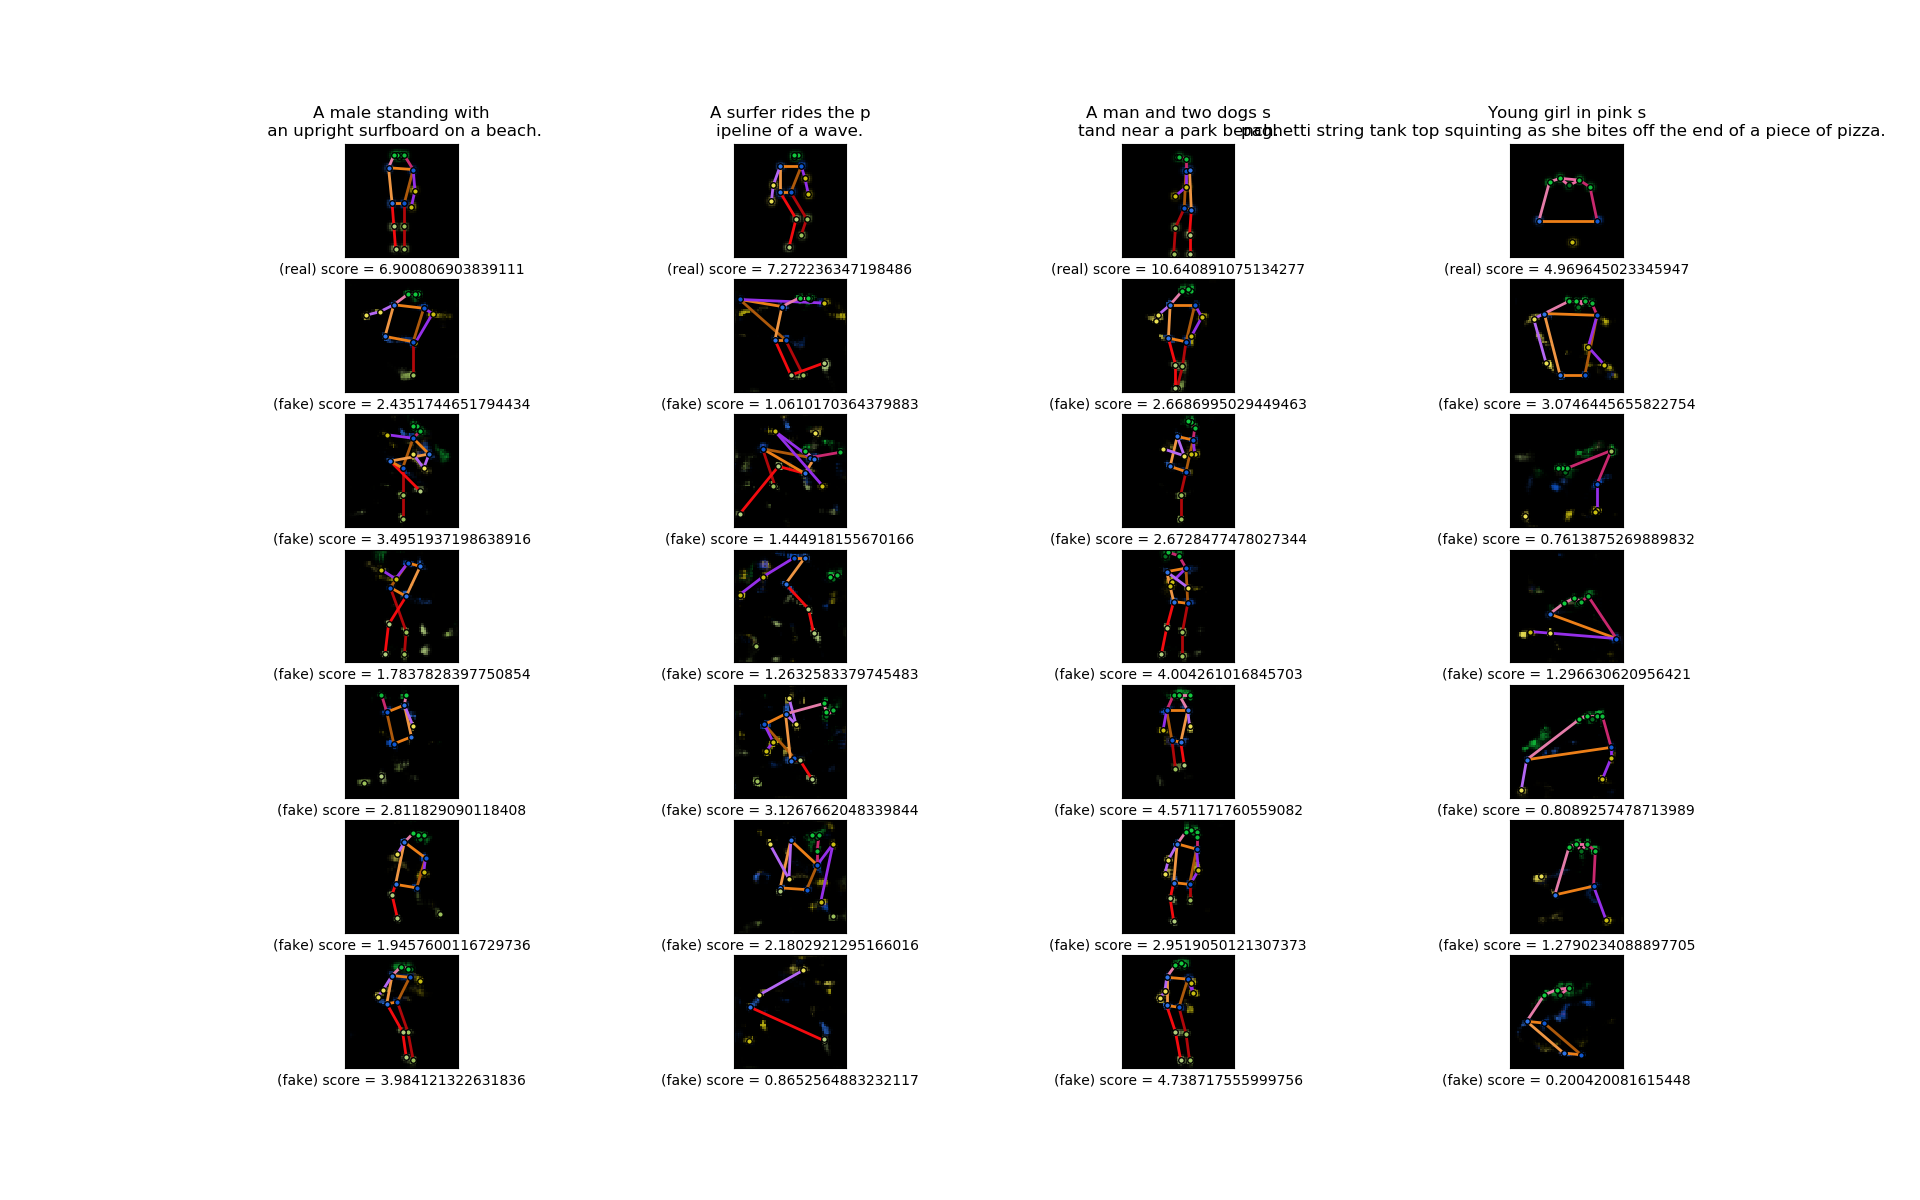 A male standing with
an upright surfboard on a beach.
A surfer rides the p
ipeline of a wave.
A man and two dogs s
tand near a park bench.
Young girl in pink s
paghetti string tank top squinting as she bites off the end of a piece of pizza.
(real) score = 6.900806903839111
(real) score = 7.272236347198486
(real) score = 10.640891075134277
(real) score = 4.969645023345947
(fake) score = 2.4351744651794434
(fake) score = 1.0610170364379883
(fake) score = 2.6686995029449463
(fake) score = 3.0746445655822754
(fake) score = 3.4951937198638916
(fake) score = 1.444918155670166
(fake) score = 2.6728477478027344
(fake) score = 0.7613875269889832
(fake) score = 1.7837828397750854
(fake) score = 1.2632583379745483
(fake) score = 4.004261016845703
(fake) score = 1.296630620956421
(fake) score = 2.811829090118408
(fake) score = 3.1267662048339844
(fake) score = 4.571171760559082
(fake) score = 0.8089257478713989
(fake) score = 1.9457600116729736
(fake) score = 2.1802921295166016
(fake) score = 2.9519050121307373
(fake) score = 1.2790234088897705
(fake) score = 3.984121322631836
(fake) score = 0.8652564883232117
(fake) score = 4.738717555999756
(fake) score = 0.200420081615448